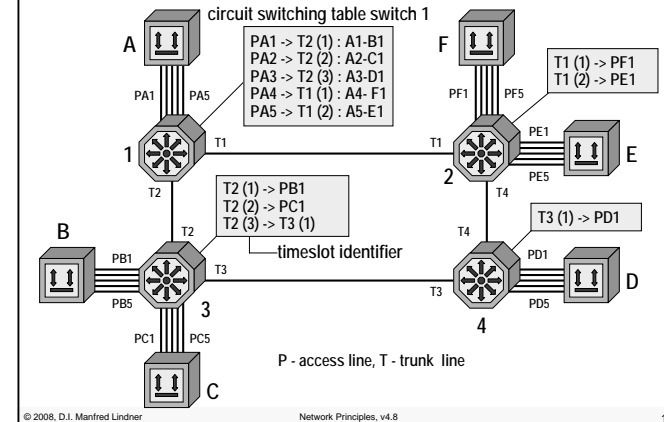 circuit switching table switch 1
A
PA1 -> T2 (1) : A1-B1
PA2 -> T2 (2) : A2-C1
PA3 -> T2 (3) : A3-D1
PA4 -> T1 (1) : A4- F1
PA5 -> T1 (2) : A5-E1
F
T1 (1) -> PF1
T1 (2) -> PE1
PA1
PA5
PF1
PF5
1
T1
T1
PE1
E
2
PE5
T2
T4
T2 (1) -> PB1
T2 (2) -> PC1
T2 (3) -> T3 (1)
T3 (1) -> PD1
B
T2
timeslot identifier
T4
PB1
PD1
T3
D
PB5
3
T3
PD5
4
PC1
PC5
P - access line, T - trunk line
C
© 2008, D.I. Manfred Lindner
Network Principles, v4.8
1